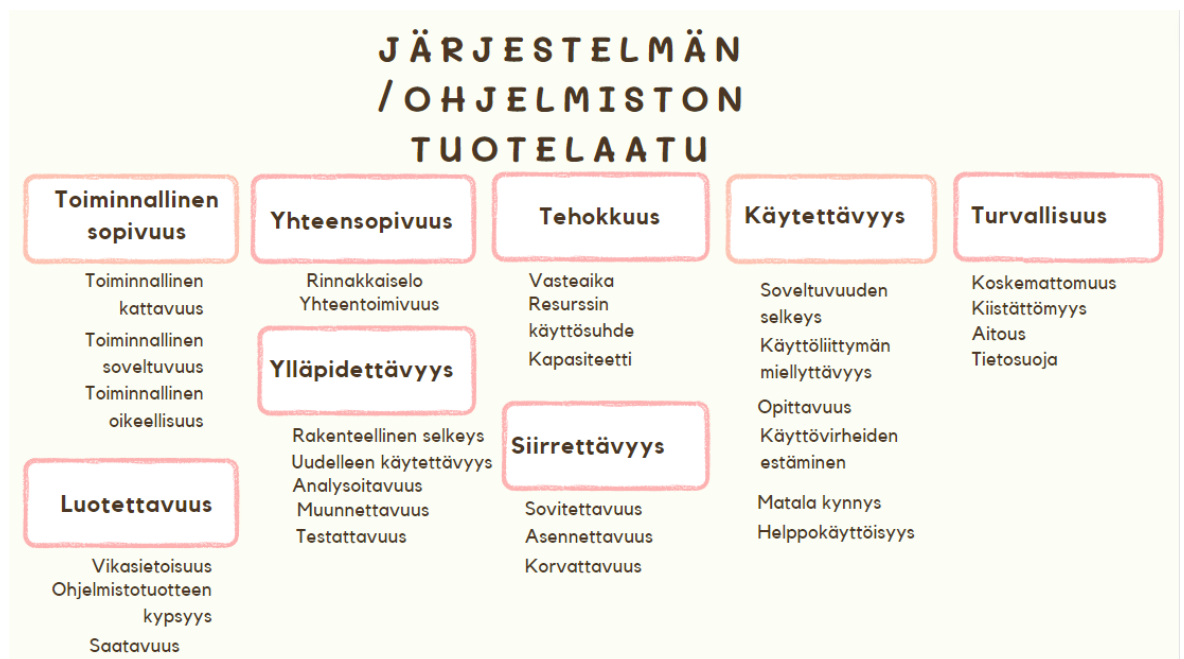 JÄRJESTELMÄN
/OHJELMISTON
TUOTELAATU
Toiminnallinen
sopivuus
Toiminnallinen
kattavuus
Toiminnallinen
soveltuvuus
Toiminnallinen
oikeellisuus
Luotettavuus
Vikasietoisuus
Ohjelmistotuotteen
kypsyys
Saatavuus
Yhteensopivuus
Rinnakkaiselo
Yhteentoimivuus
Ylläpidettävyys
Rakenteellinen selkeys
Uudelleen käytettävyys
Analysoitavuus
Muunnettavuus
Testattavuus
Tehokkuus
Vasteaika
Resurssin
käyttösuhde
Kapasiteetti
Siirrettävyys
Sovitettavuus
Asennettavuus
Korvattavuus
Käytettävyys
Soveltuvuuden
selkeys
Käyttöliittymän
miellyttävyys
Opittavuus
Käyttövirheiden
estäminen
Matala kynnys
Helppokäyttöisyys
Turvallisuus
Koskemattomuus
Kiistättömyys
Aitous
Tietosuoja